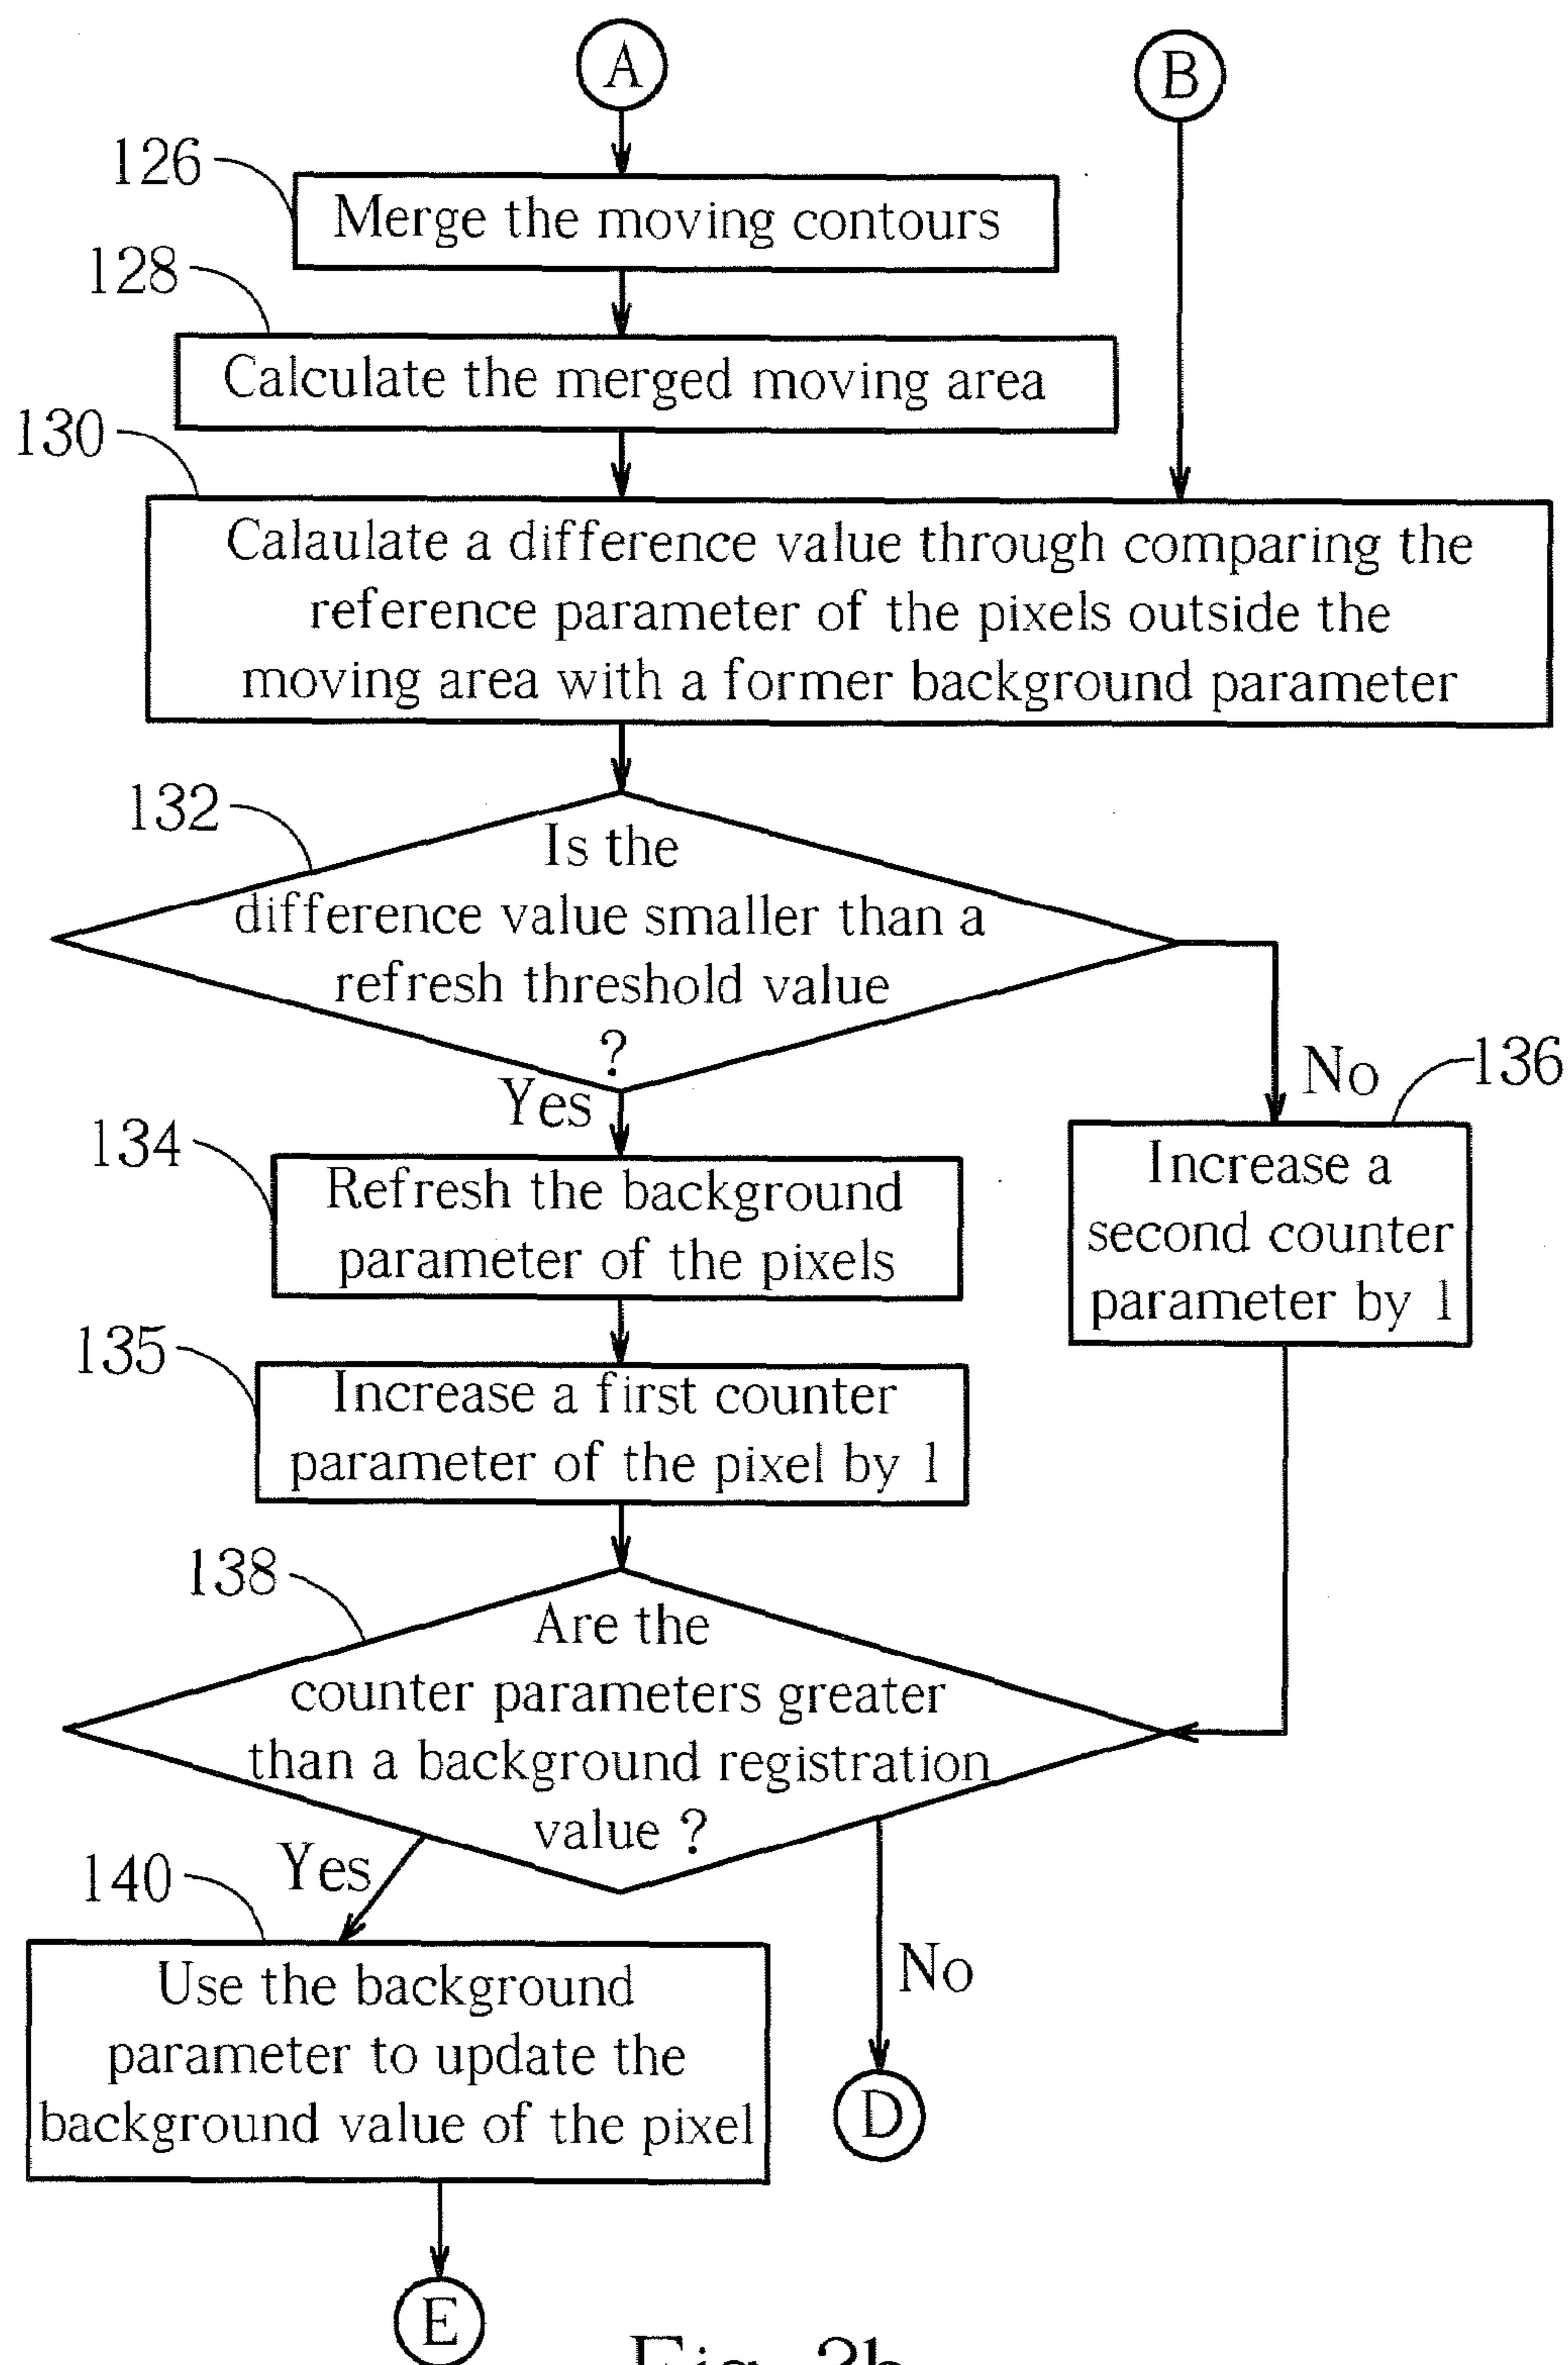 A
B
126
Merge the moving contours
128
Calculate the merged moving area
130
Calaulate a difference value through comparing the
reference parameter of the pixels outside the
moving area with a former background parameter
132
Is the
difference value smaller than a
refresh threshold value
?
Yes
No
136
134
Refresh the background
parameter of the pixels
Increase a
second counter
parameter by 1
135
Increase a first counter
parameter of the pixel by 1
138
Are the
counter parameters greater
than a background registration
value ?
Yes
140
No
Use the background
parameter to update the
background value of the pixel
D
E